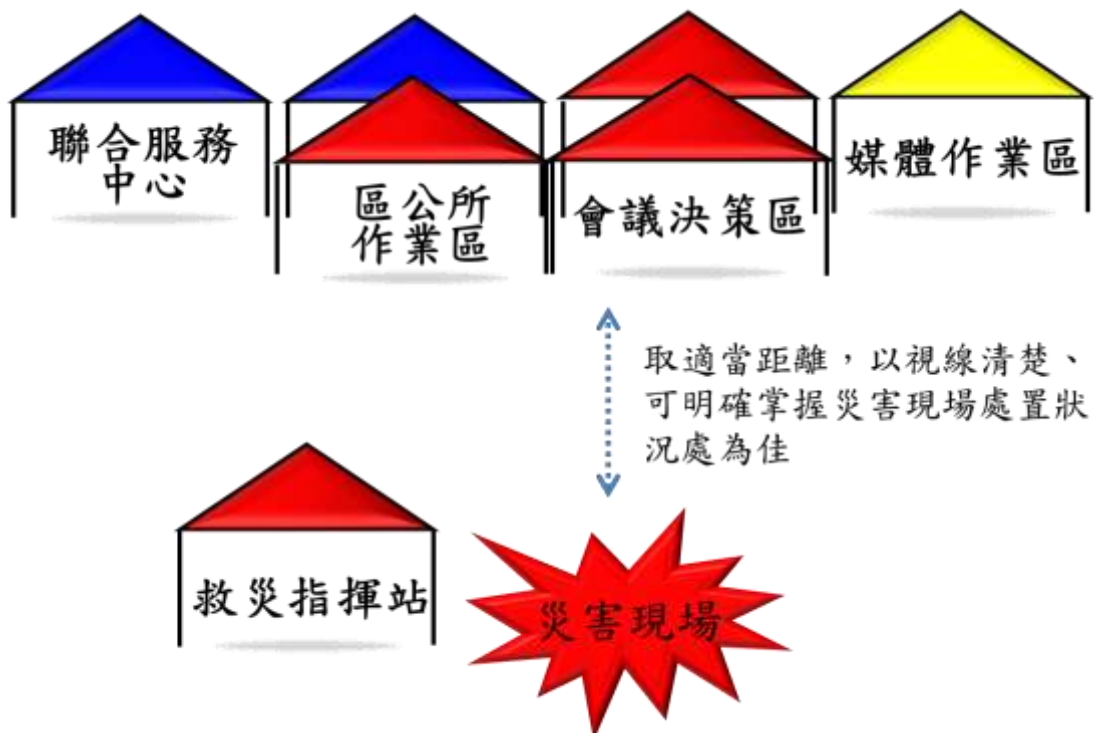 聯合服務
中心
區公所
作業區
會議決策區
媒體作業區
取適當距離，以視線清楚、
可明確掌握災害現場處置狀
況處為佳
救災指揮站
災害現場